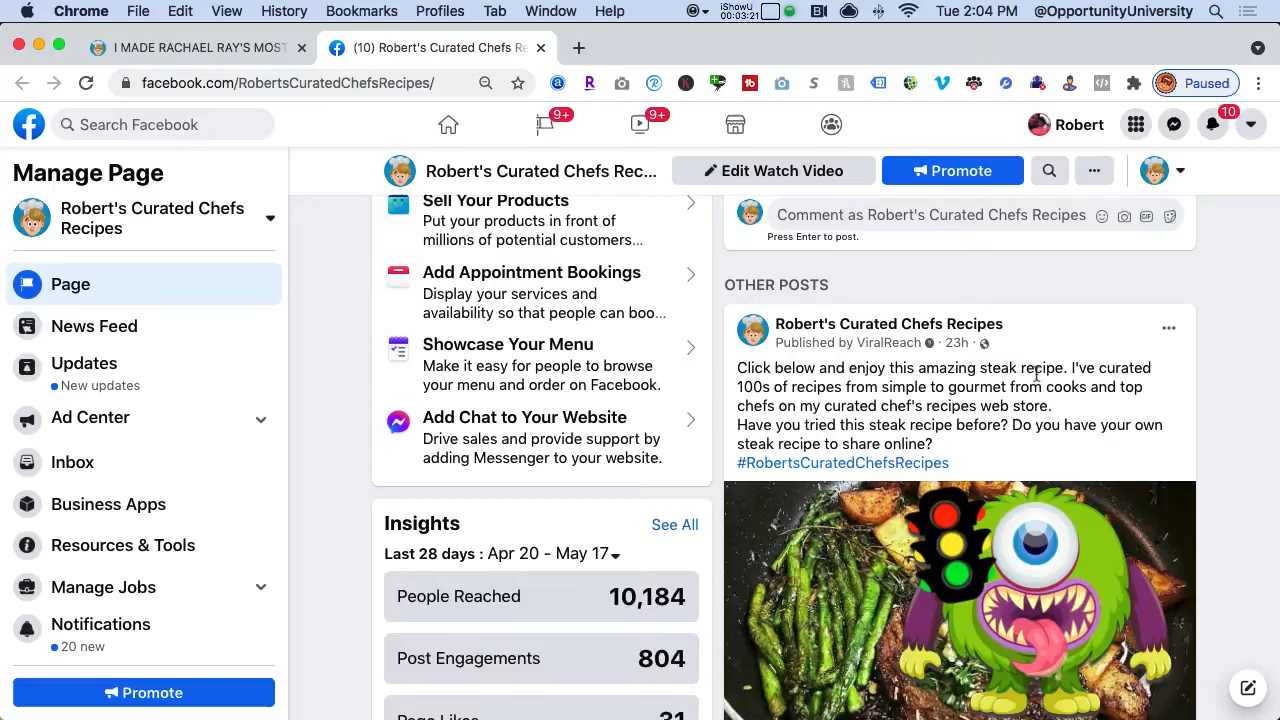 Chrome File Edit View History Bookmarks Profiles Tab Window Help iShowU 00:03:21 Tue 2:04 PM @OpportunityUniversity
I MADE RACHAEL RAY'S MOST
(10) Robert's Curated Chefs Re
facebook.com/RobertsCuratedChefsRecipes/
Paused
Search Facebook
9+
9+
Robert
10
Manage Page
Robert's Curated Chefs
Recipes
Page
News Feed
Updates
New updates
Ad Center
Inbox
Business Apps
Resources & Tools
Manage Jobs
Notifications
20 new
Promote
Robert's Curated Chefs Rec...
Edit Watch Video
Promote
Sell Your Products
Put your products in front of
millions of potential customers...
Add Appointment Bookings
Display your services and
availability so that people can boo...
Showcase Your Menu
Make it easy for people to browse
your menu and order on Facebook.
Add Chat to Your Website
Drive sales and provide support by
adding Messenger to your website.
Insights
See All
Last 28 days : Apr 20 - May 17
People Reached 10,184
Post Engagements 804
Comment as Robert's Curated Chefs Recipes
GIF
Press Enter to post.
OTHER POSTS
Robert's Curated Chefs Recipes
Published by ViralReach · 23h ·
Click below and enjoy this amazing steak recipe. I've curated
100s of recipes from simple to gourmet from cooks and top
chefs on my curated chef's recipes web store.
Have you tried this steak recipe before? Do you have your own
steak recipe to share online?
#RobertsCuratedChefsRecipes